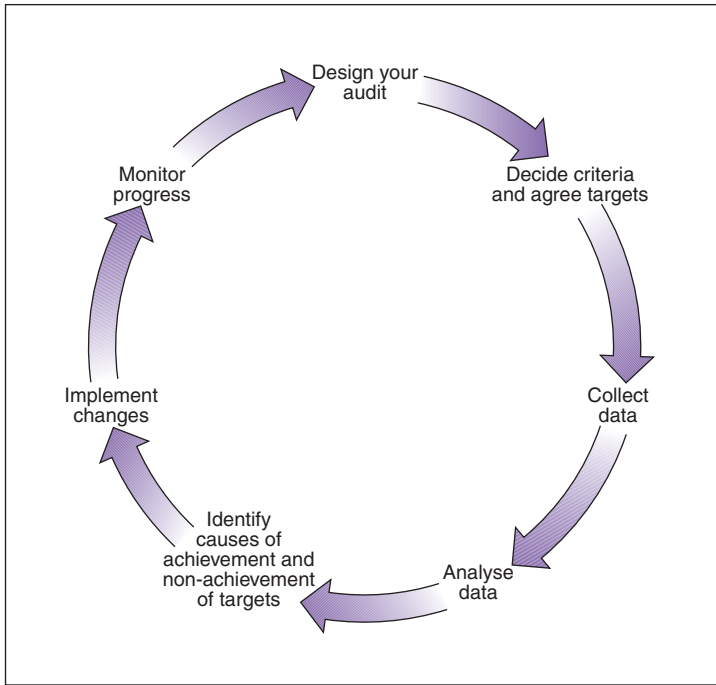 Design your
audit
Decide criteria
and agree targets
Collect
data
Analyse
data
Identify
causes of
achievement and
non-achievement
of targets
Implement
changes
Monitor
progress